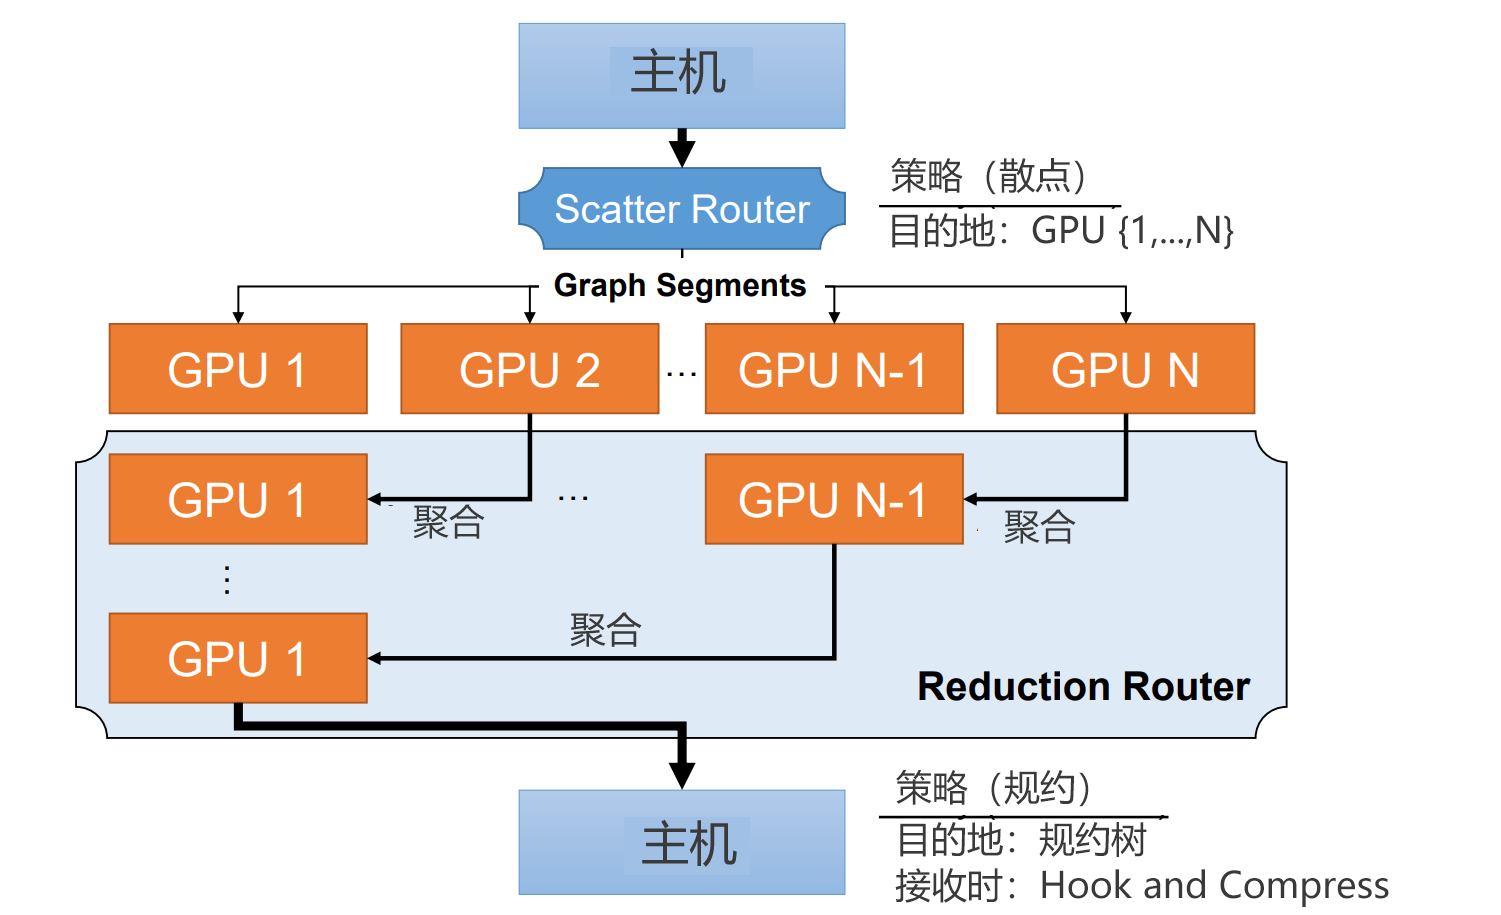 主机
Scatter Router
策略（散点）
目的地：GPU {1,...,N}
Graph Segments
GPU 1
GPU 2
...
GPU N-1
GPU N
GPU 1
聚合
...
GPU N-1
聚合
...
GPU 1
聚合
Reduction Router
主机
策略（规约）
目的地：规约树
接收时：Hook and Compress